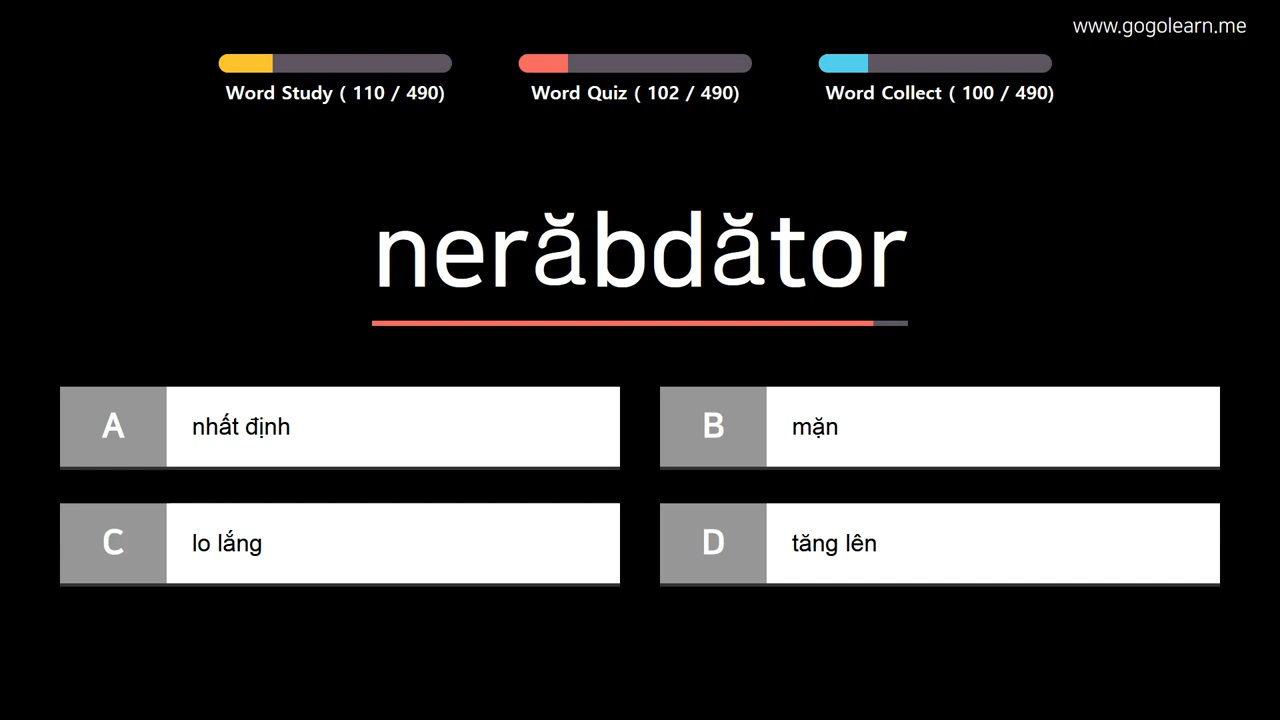 www.gogolearn.me
Word Study ( 110 / 490)
Word Quiz ( 102 / 490)
Word Collect ( 100 / 490)
nerăbdător
A nhất định
B mặn
C lo lắng
D tăng lên